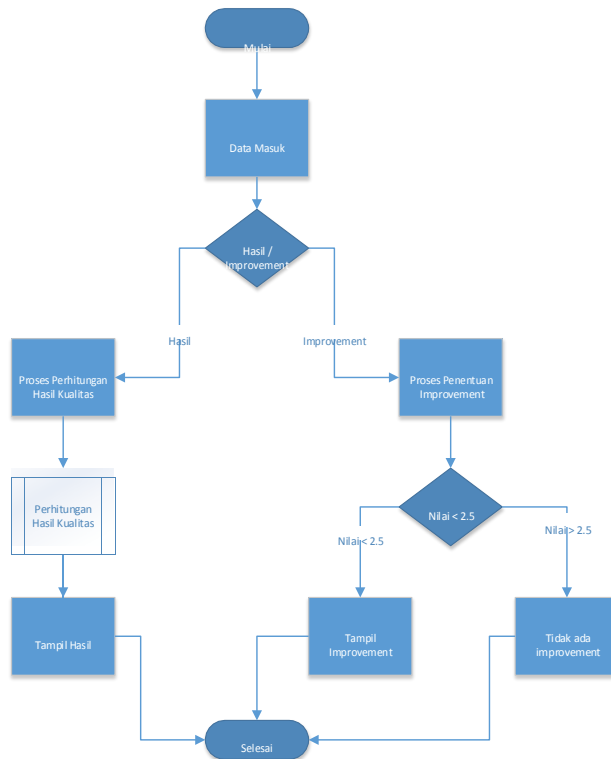 Mulai
Data Masuk
Hasil /
Improvement
Hasil
Improvement
Proses Perhitungan
Hasil Kualitas
Proses Penentuan
Improvement
Perhitungan
Hasil Kualitas
Nilai < 2.5
Nilai < 2.5
Nilai > 2.5
Tampil Hasil
Tampil
Improvement
Tidak ada
improvement
Selesai